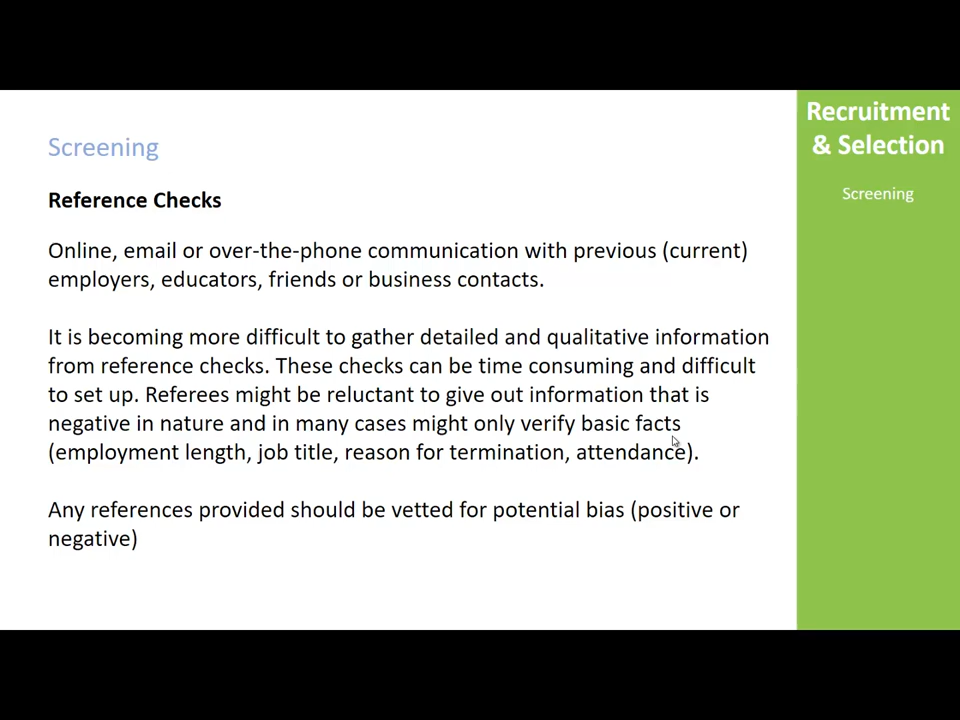 Screening
Reference Checks
Online, email or over-the-phone communication with previous (current)
employers, educators, friends or business contacts.
It is becoming more difficult to gather detailed and qualitative information
from reference checks. These checks can be time consuming and difficult
to set up. Referees might be reluctant to give out information that is
negative in nature and in many cases might only verify basic facts
(employment length, job title, reason for termination, attendance).
Any references provided should be vetted for potential bias (positive or
negative)
Recruitment
& Selection
Screening